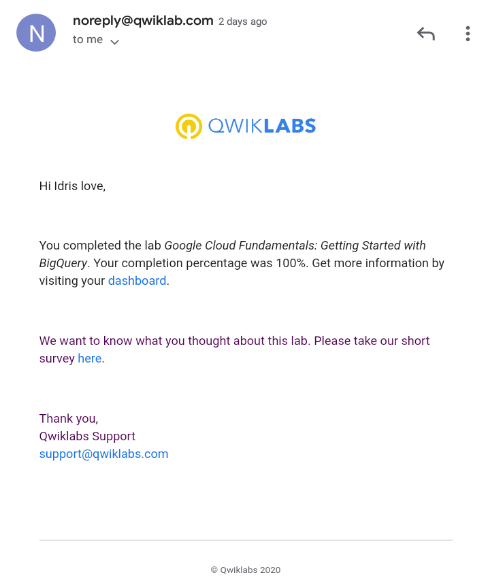 noreply@qwiklab.com 2 days ago
N
to me
QWIKLABS
Hi Idris love,
You completed the lab Google Cloud Fundamentals: Getting Started with
BigQuery. Your completion percentage was 100%. Get more information by
visiting your dashboard.
We want to know what you thought about this lab. Please take our short
survey here.
Thank you,
Qwiklabs Support
support@qwiklabs.com
© Qwiklabs 2020